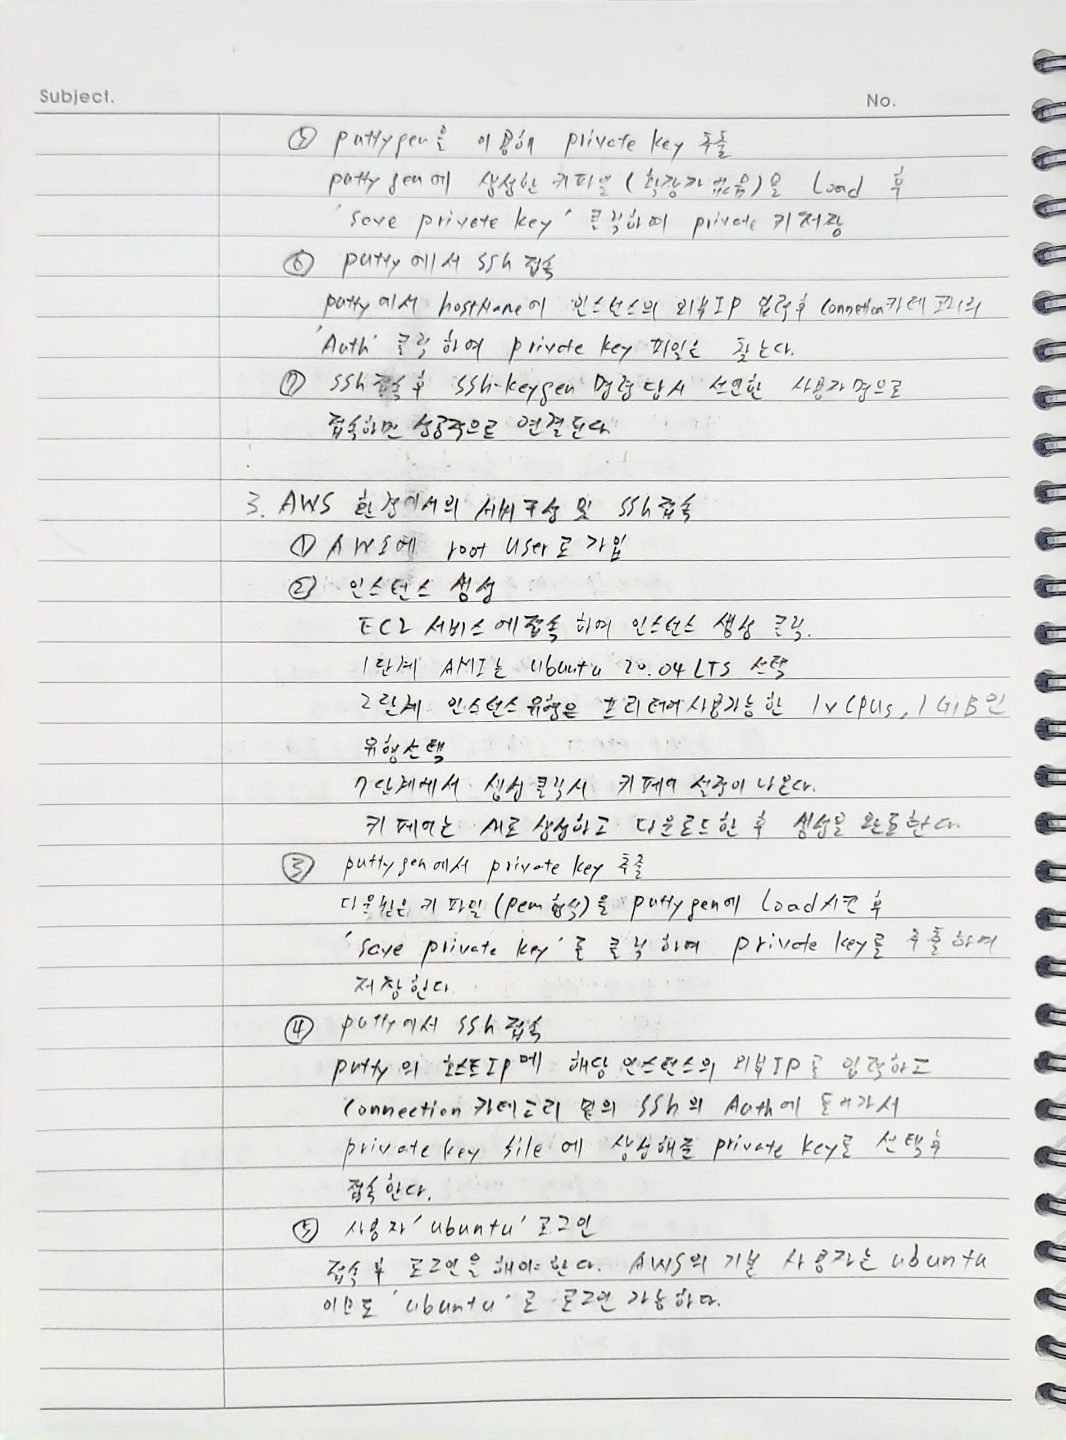 Subject.
No.
⑤ puttygen을 이용해 private key 추출
puttygen에 생성한 키파일 (확장자 없음)을 Load 후
'save private key' 클릭하여 private 키 저장
⑥ putty에서 ssh 접속
putty에서 hostName에 인스턴스의 외부IP 입력후 Connetion카테고리의
'Auth' 클릭하여 private key 파일을 찾는다.
⑦ ssh접속후 ssh-keygen 명령당시 선언한 사용자명으로
접속하면 성공적으로 연결된다
3. AWS 환경에서의 서버구성 및 ssh접속
① AWS에 root user로 가입
② 인스턴스 생성
EC2 서비스에 접속하여 인스턴스 생성 클릭.
1단계 AMI는 ubuntu 20.04 LTS 선택
2단계 인스턴스유형은 프리티어 사용가능한 1vCPUs, 1GiB인
유형선택
7단계에서 생성클릭시 키페어 설정이 나온다.
키 페어는 새로 생성하고 다운로드한 후 생성을 완료한다.
③ puttygen에서 private key 추출
다운받은 키 파일 (pem형식)을 puttygen에 Load시킨 후
'save private key'를 클릭하여 private key를 추출하여
저장한다
④ putty에서 ssh 접속
putty의 호스트IP에 해당 인스턴스의 외부IP를 입력하고
Connection 카테고리 밑의 SSh의 Auth에 들어가서
private key file에 생성해준 private key를 선택후
접속한다.
⑤ 사용자 'ubuntu' 로그인
접속 후 로그인을 해야한다. AWS의 기본 사용자는 ubuntu
이므로 'ubuntu'로 로그인 가능하다.